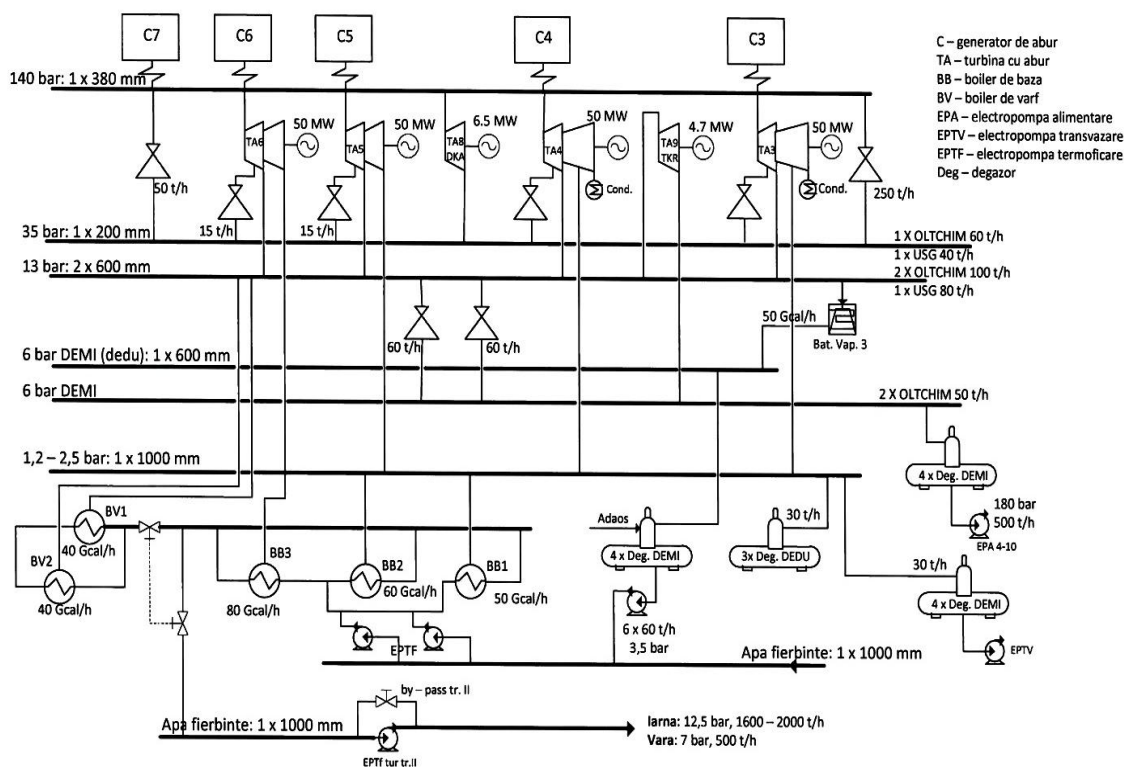 C7
C6
C5
C4
C3
C – generator de abur
TA – turbina cu abur
BB – boiler de baza
BV – boiler de varf
EPA – electropompa alimentare
EPTV – electropompa transvazare
EPTF – electropompa termoficare
Deg – degazor
140 bar: 1 x 380 mm
50 MW
50 MW
6.5 MW
50 MW
4.7 MW
50 MW
TA6
TA5
TA8
DKA
TA4
TA9
TKR
TA3
50 t/h
Cond.
Cond.
250 t/h
15 t/h
15 t/h
35 bar: 1 x 200 mm
1 X OLTCHIM 60 t/h
1 x USG 40 t/h
13 bar: 2 x 600 mm
2 X OLTCHIM 100 t/h
1 x USG 80 t/h
50 Gcal/h
60 t/h
60 t/h
Bat. Vap. 3
6 bar DEMI (dedu): 1 x 600 mm
6 bar DEMI
2 X OLTCHIM 50 t/h
1,2 – 2,5 bar: 1 x 1000 mm
4 x Deg. DEMI
180 bar
500 t/h
EPA 4-10
BV1
40 Gcal/h
BV2
40 Gcal/h
BB3
80 Gcal/h
BB2
60 Gcal/h
BB1
50 Gcal/h
Adaos
4 x Deg. DEMI
30 t/h
3x Deg. DEDU
30 t/h
4 x Deg. DEMI
6 x 60 t/h
3,5 bar
EPTF
EPTV
Apa fierbinte: 1 x 1000 mm
by – pass tr. II
Apa fierbinte: 1 x 1000 mm
Iarna: 12,5 bar, 1600 – 2000 t/h
Vara: 7 bar, 500 t/h
EPTf tur tr.II